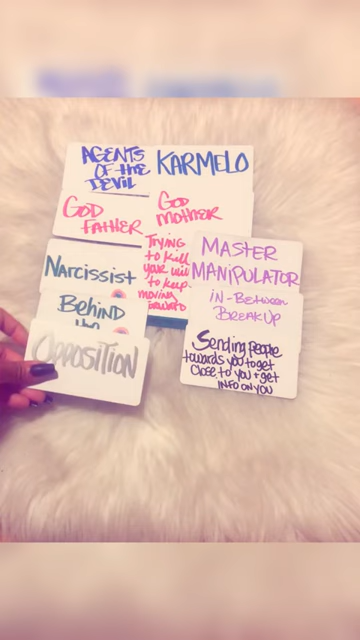 AGENTS
OF the
DEVIL
KARMELO
GOD
FATHER
GOD
MOTHER
Trying
to kill
your will
to keep
moving
forward
Narcissist
Behind
the
OPPOSITION
MASTER
MANiPULATOR
iN-BETWEEN
BREAKUP
Sending people
towards you to get
Close to you & get
INFO ON YOU